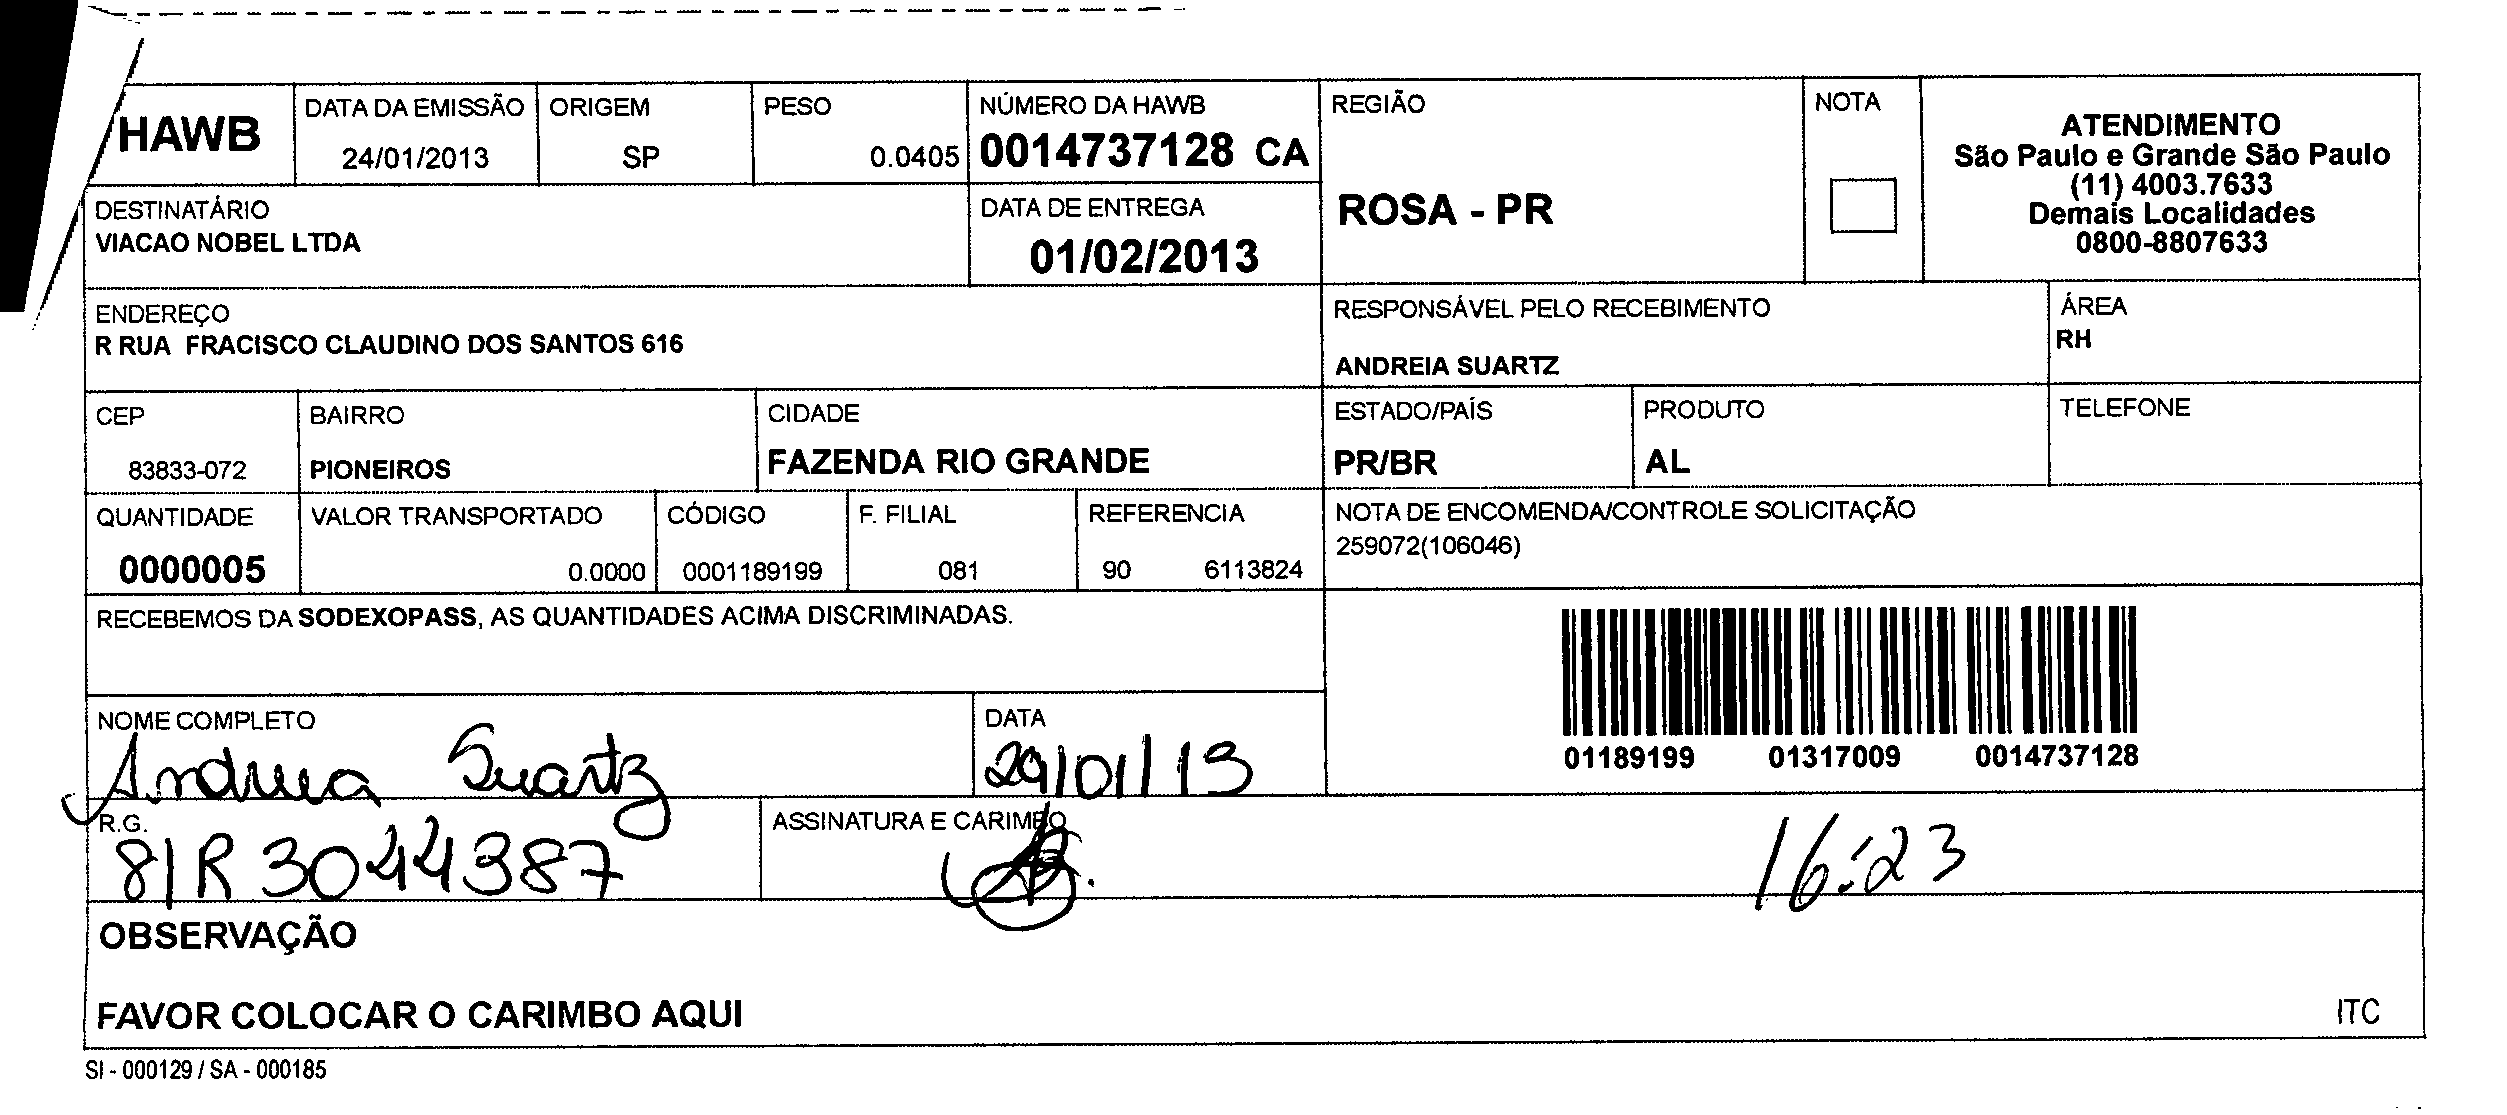 HAWB
DATA DA EMISSÃO
24/01/2013
ORIGEM
SP
PESO
0.0405
NÚMERO DA HAWB
0014737128 CA
REGIÃO
ROSA - PR
NOTA
ATENDIMENTO
São Paulo e Grande São Paulo
(11) 4003.7633
Demais Localidades
0800-8807633
DESTINATÁRIO
VIACAO NOBEL LTDA
DATA DE ENTREGA
01/02/2013
ENDEREÇO
R RUA  FRACISCO CLAUDINO DOS SANTOS 616
RESPONSÁVEL PELO RECEBIMENTO
ANDREIA SUARTZ
ÁREA
RH
CEP
83833-072
BAIRRO
PIONEIROS
CIDADE
FAZENDA RIO GRANDE
ESTADO/PAÍS
PR/BR
PRODUTO
AL
TELEFONE
QUANTIDADE
0000005
VALOR TRANSPORTADO
0.0000
CÓDIGO
0001189199
F. FILIAL
081
REFERENCIA
90 6113824
NOTA DE ENCOMENDA/CONTROLE SOLICITAÇÃO
259072(106046)
RECEBEMOS DA SODEXOPASS, AS QUANTIDADES ACIMA DISCRIMINADAS.
01189199 01317009 0014737128
NOME COMPLETO
Andreia Suartz
DATA
29/01/13
R.G.
81R3044387
ASSINATURA E CARIMBO
16:23
OBSERVAÇÃO
FAVOR COLOCAR O CARIMBO AQUI
ITC
SI - 000129 / SA - 000185